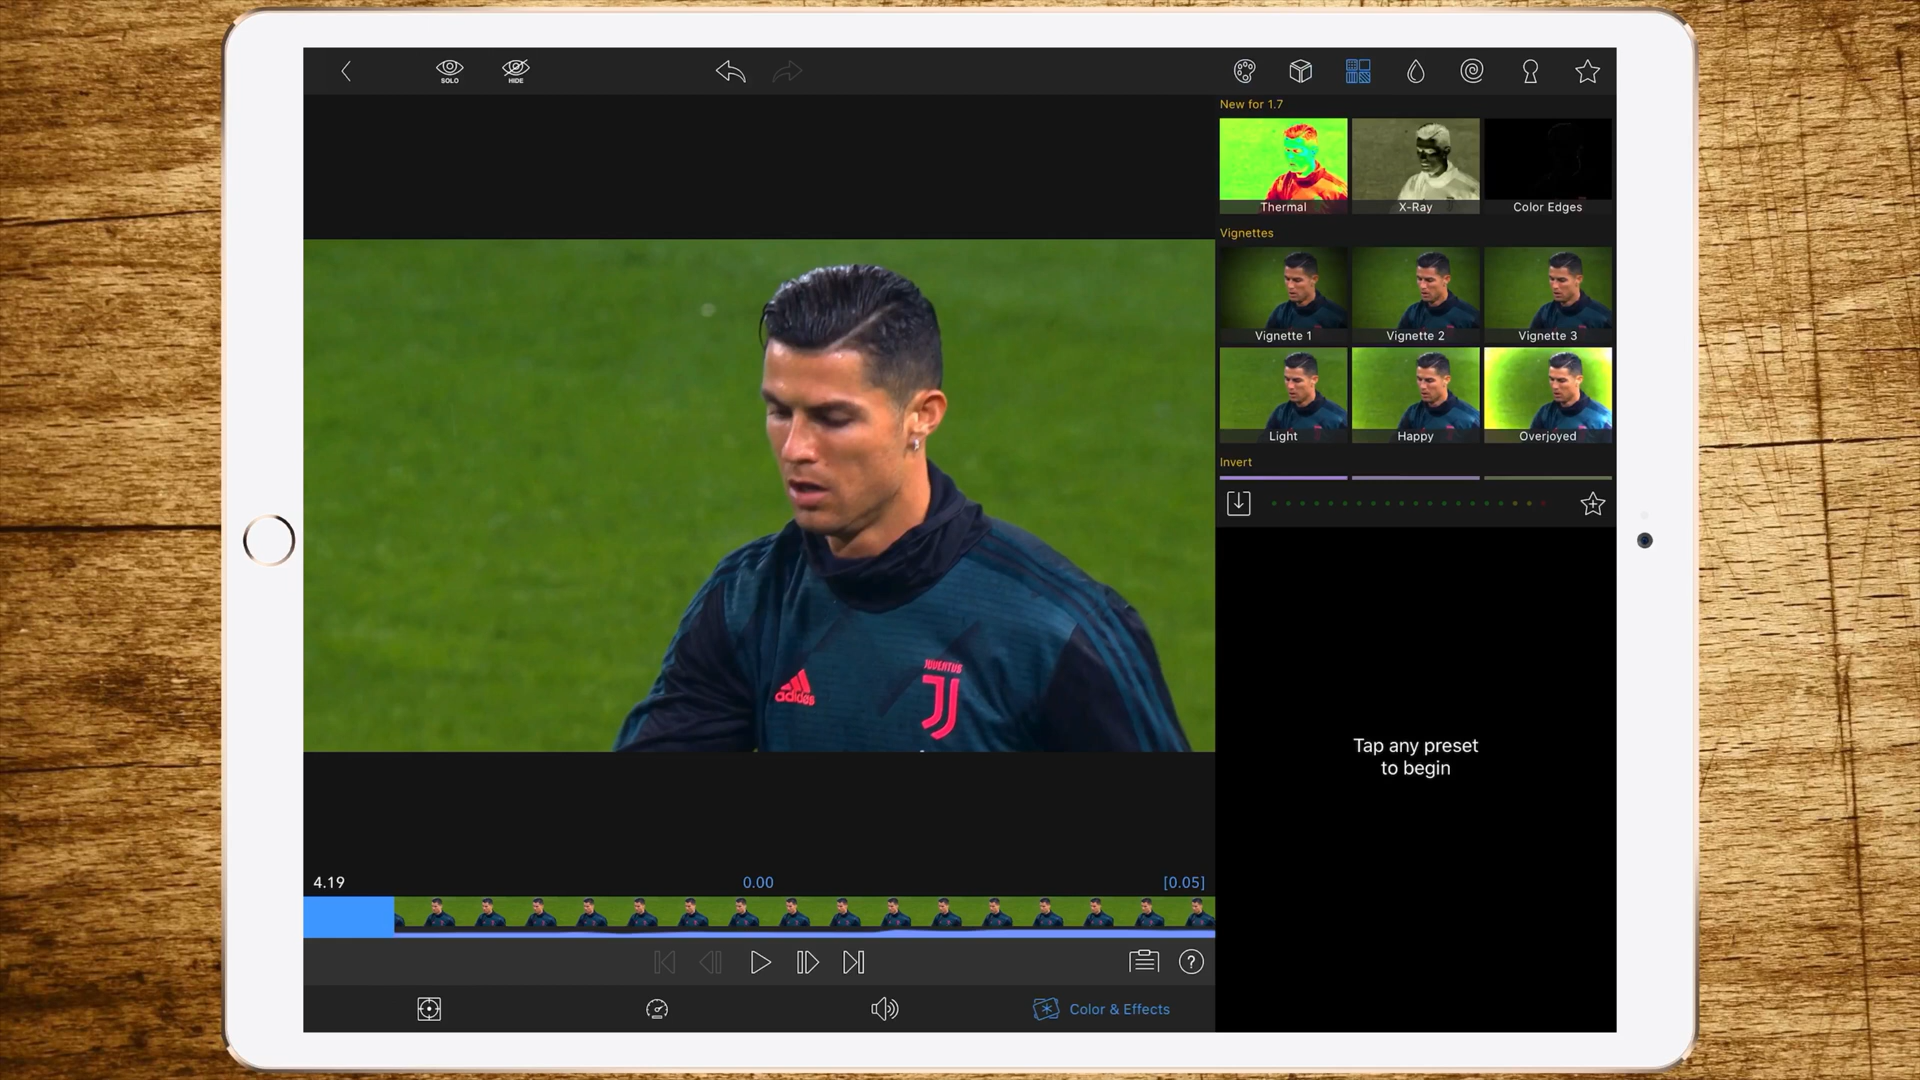 SOLO
HIDE
New for 1.7
Thermal
X-Ray
Color Edges
Vignettes
Vignette 1
Vignette 2
Vignette 3
Light
Happy
Overjoyed
Invert
JUVENTUS
adidas
Tap any preset
to begin
4.19
0.00
[0.05]
?
Color & Effects